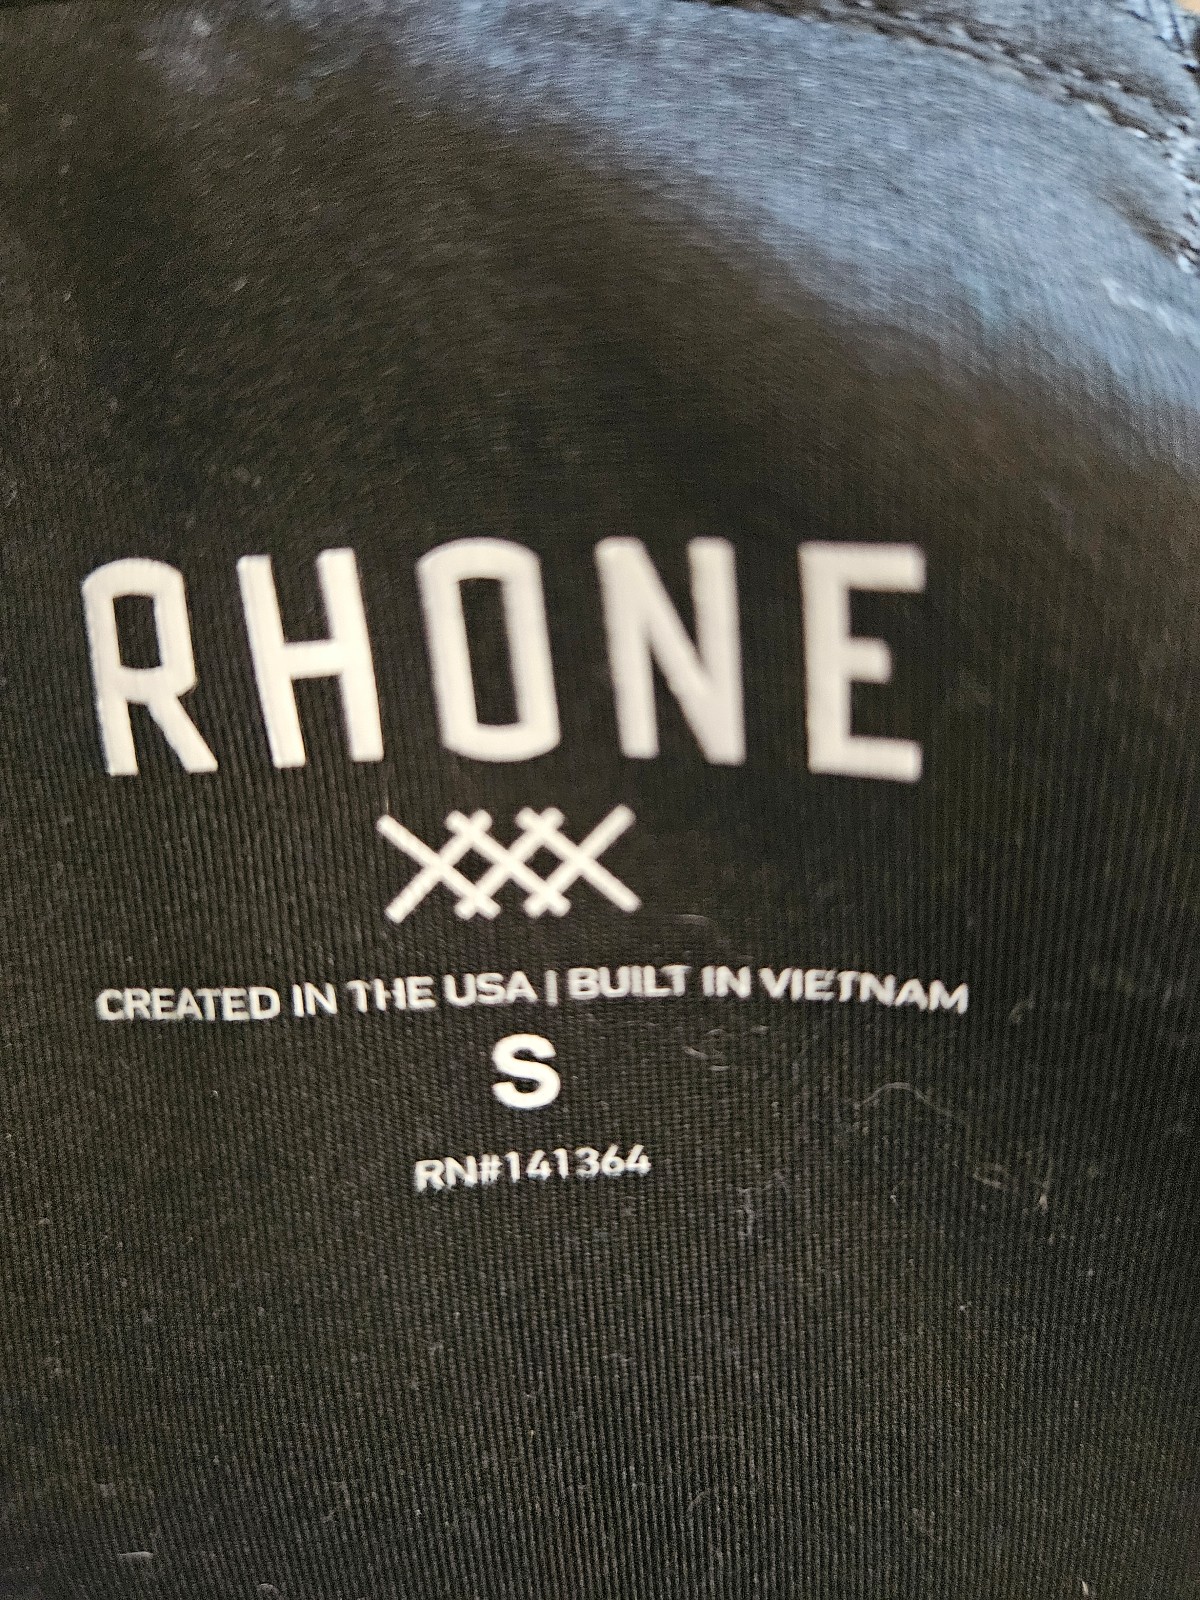 RHONE
CREATED IN THE USA | BUILT IN VIETNAM
S
RN#141364